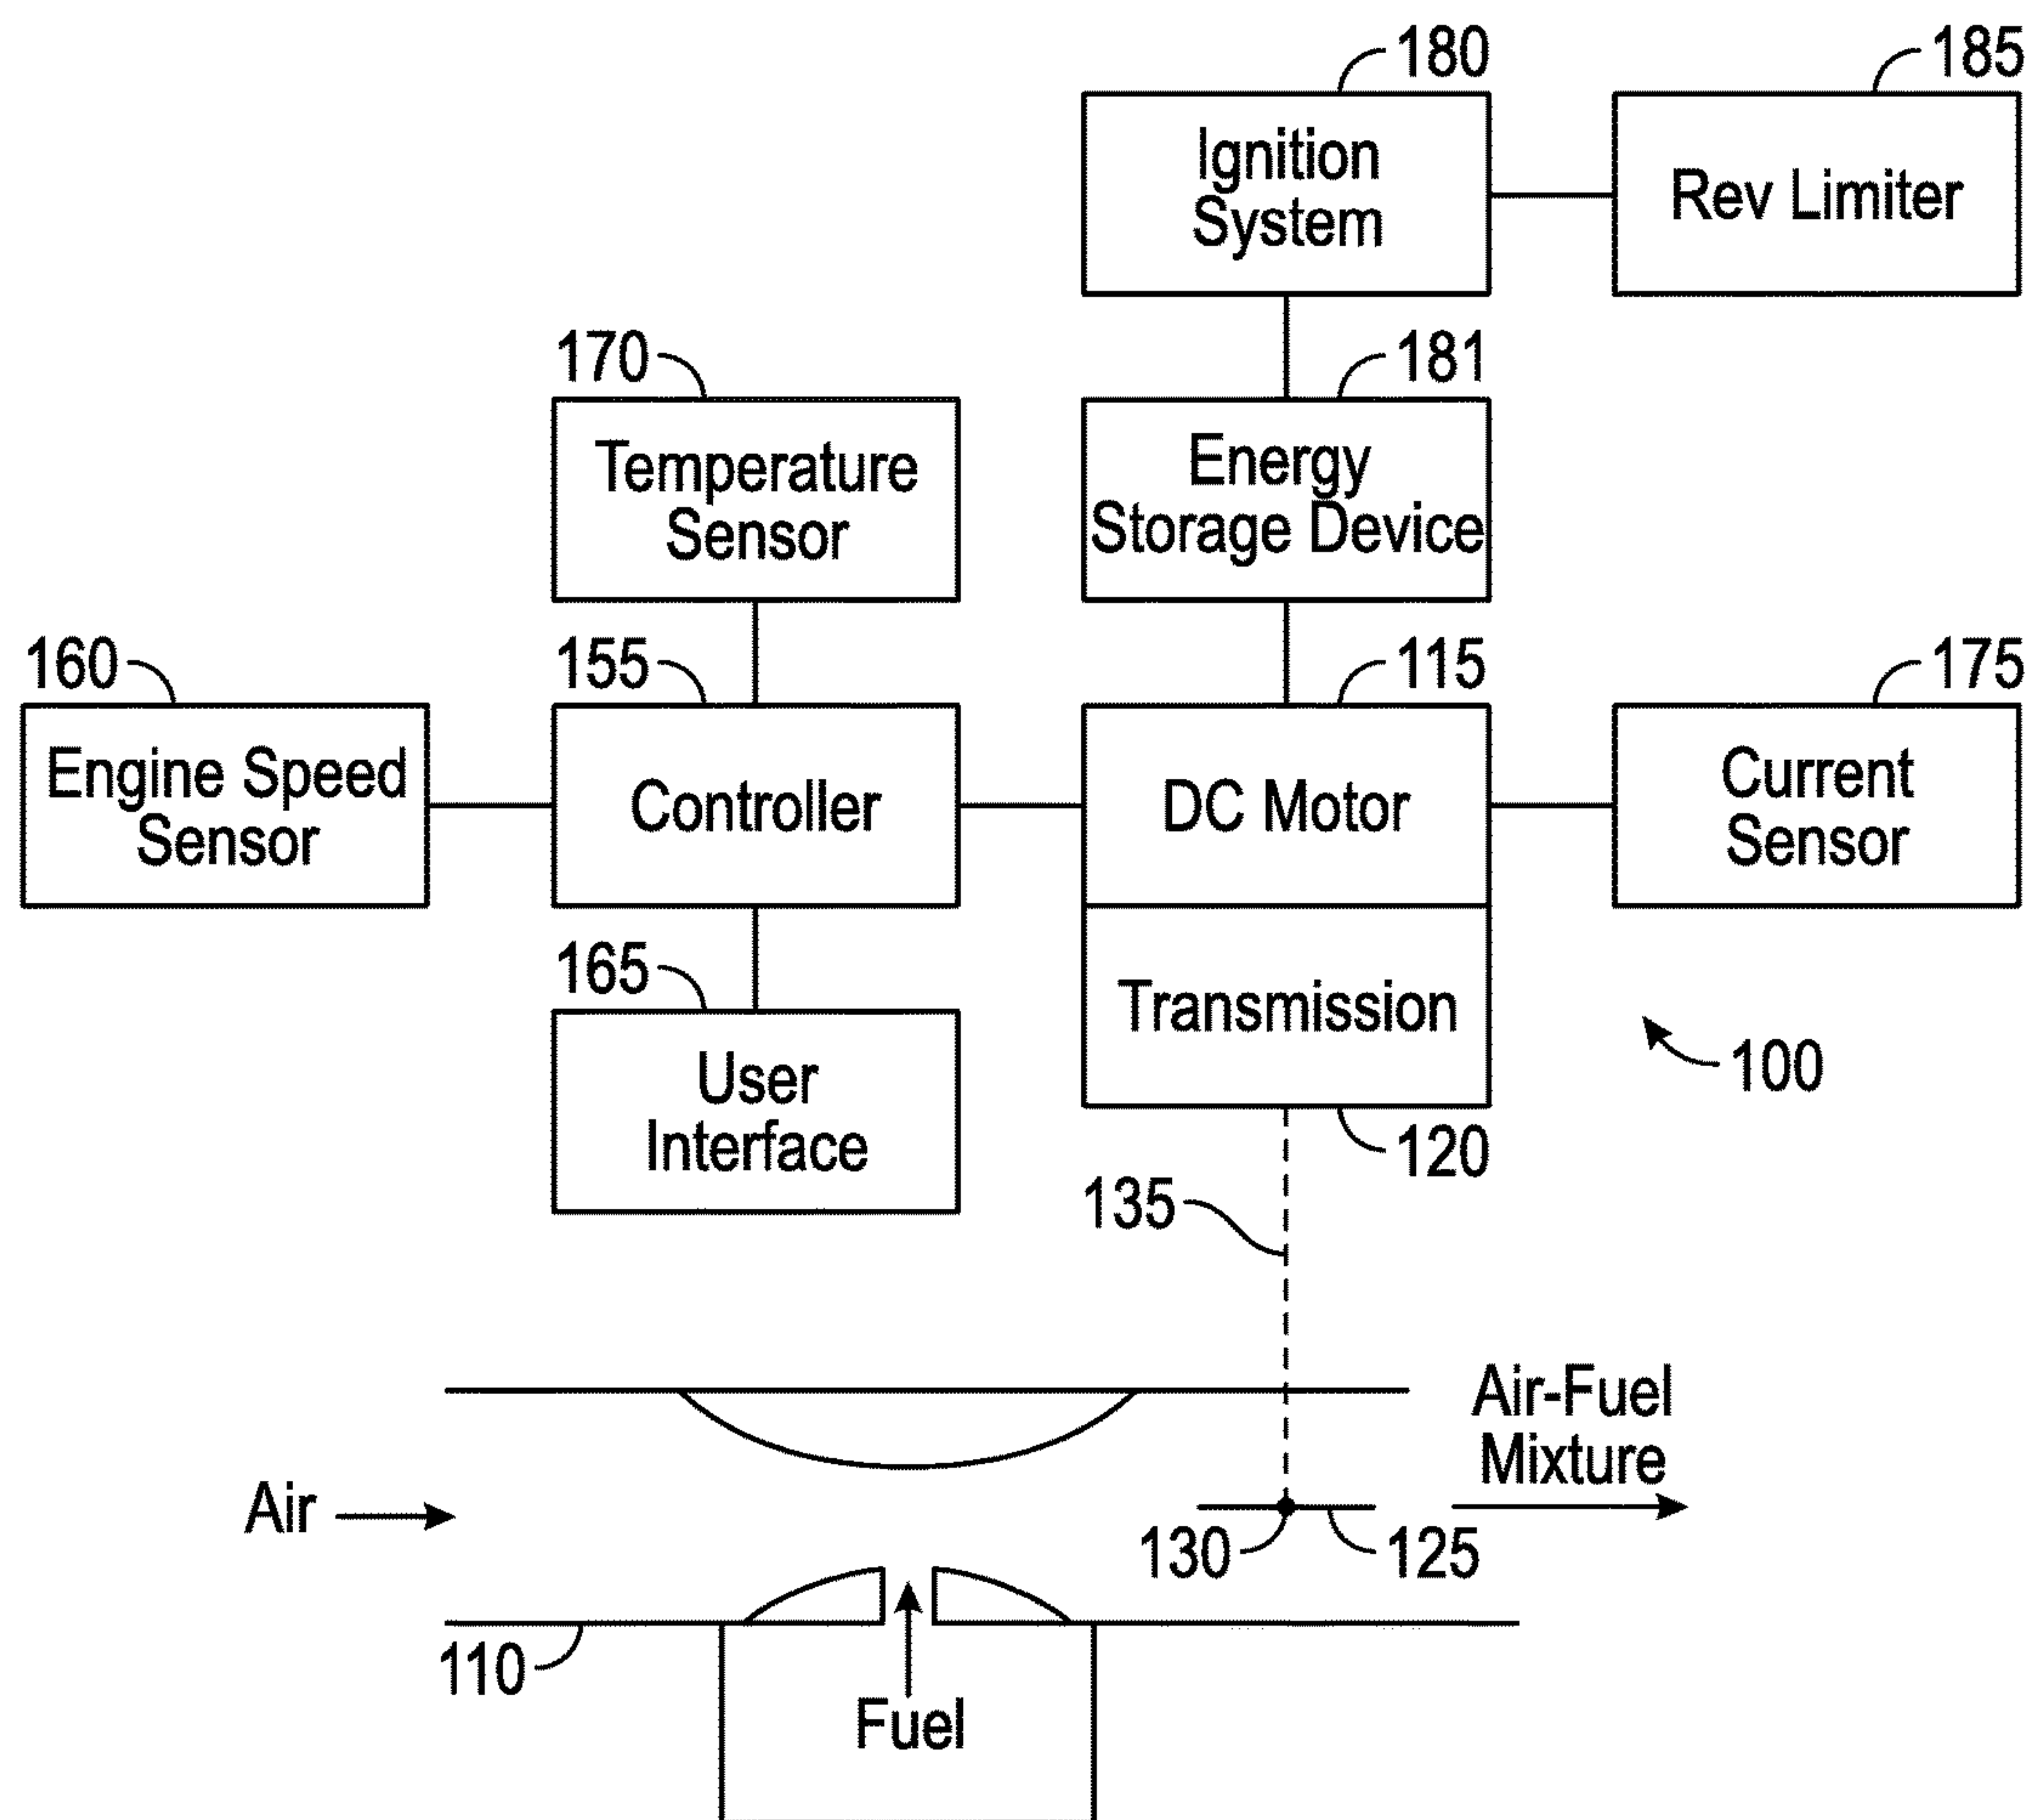 180
185
Ignition
System
Rev Limiter
170
181
Temperature
Sensor
Energy
Storage Device
160
155
115
175
Engine Speed
Sensor
Controller
DC Motor
Current
Sensor
165
Transmission
User
Interface
100
120
135
Air-Fuel
Mixture
Air
130
125
110
Fuel